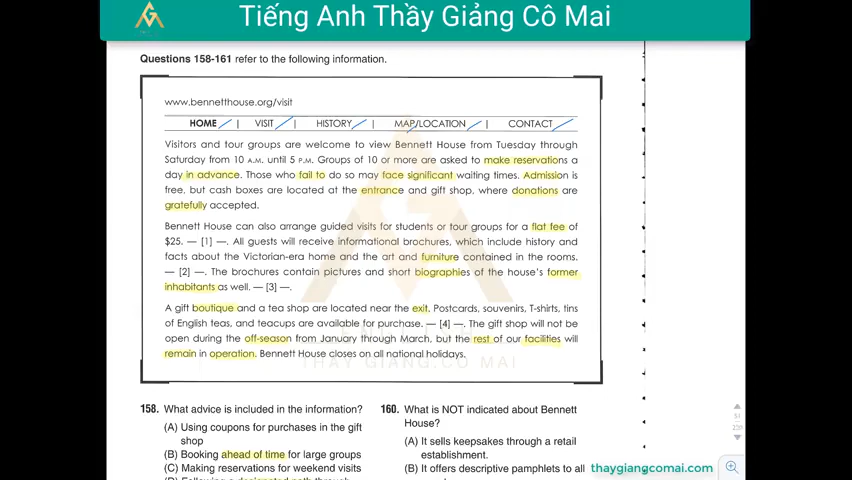 Tiếng Anh Thầy Giảng Cô Mai
Questions 158-161 refer to the following information.
www.bennetthouse.org/visit
HOME | VISIT | HISTORY | MAP/LOCATION | CONTACT
Visitors and tour groups are welcome to view Bennett House from Tuesday through
Saturday from 10 A.M. until 5 P.M. Groups of 10 or more are asked to make reservations a
day in advance. Those who fail to do so may face significant waiting times. Admission is
free, but cash boxes are located at the entrance and gift shop, where donations are
gratefully accepted.
Bennett House can also arrange guided visits for students or tour groups for a flat fee of
$25. — [1] —. All guests will receive informational brochures, which include history and
facts about the Victorian-era home and the art and furniture contained in the rooms.
— [2] —. The brochures contain pictures and short biographies of the house's former
inhabitants as well. — [3] —.
A gift boutique and a tea shop are located near the exit. Postcards, souvenirs, T-shirts, tins
of English teas, and teacups are available for purchase. — [4] —. The gift shop will not be
open during the off-season from January through March, but the rest of our facilities will
remain in operation. Bennett House closes on all national holidays.
THAY GIANG.CO MAI
158. What advice is included in the information?
(A) Using coupons for purchases in the gift
shop
(B) Booking ahead of time for large groups
(C) Making reservations for weekend visits
(D) Following a designated path through
160. What is NOT indicated about Bennett
House?
(A) It sells keepsakes through a retail
establishment.
(B) It offers descriptive pamphlets to all
thaygiangcomai.com